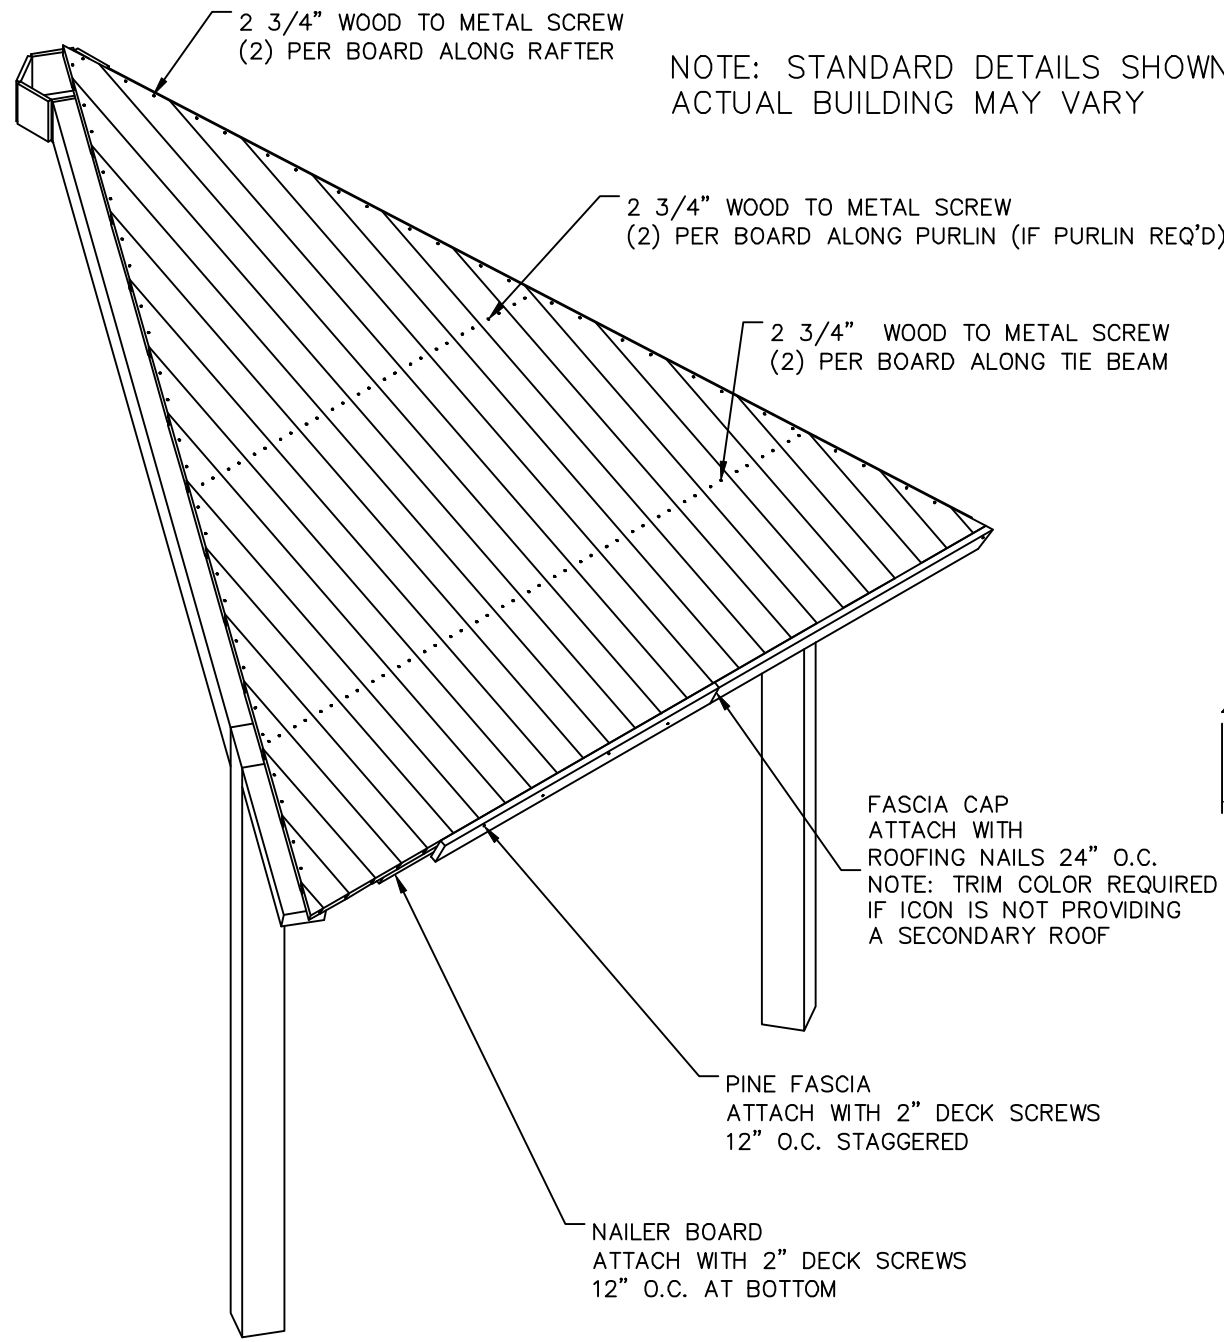 2 3/4” WOOD TO METAL SCREW
(2) PER BOARD ALONG RAFTER
NOTE: STANDARD DETAILS SHOWN
ACTUAL BUILDING MAY VARY
2 3/4” WOOD TO METAL SCREW
(2) PER BOARD ALONG PURLIN (IF PURLIN REQ’D)
2 3/4” WOOD TO METAL SCREW
(2) PER BOARD ALONG TIE BEAM
FASCIA CAP
ATTACH WITH
ROOFING NAILS 24” O.C.
NOTE: TRIM COLOR REQUIRED
IF ICON IS NOT PROVIDING
A SECONDARY ROOF
PINE FASCIA
ATTACH WITH 2” DECK SCREWS
12” O.C. STAGGERED
NAILER BOARD
ATTACH WITH 2” DECK SCREWS
12” O.C. AT BOTTOM